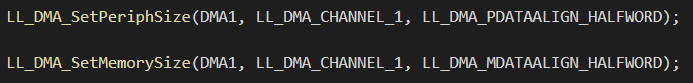 LL_DMA_SetPeriphSize(DMA1, LL_DMA_CHANNEL_1, LL_DMA_PDATAALIGN_HALFWORD);
LL_DMA_SetMemorySize(DMA1, LL_DMA_CHANNEL_1, LL_DMA_MDATAALIGN_HALFWORD);